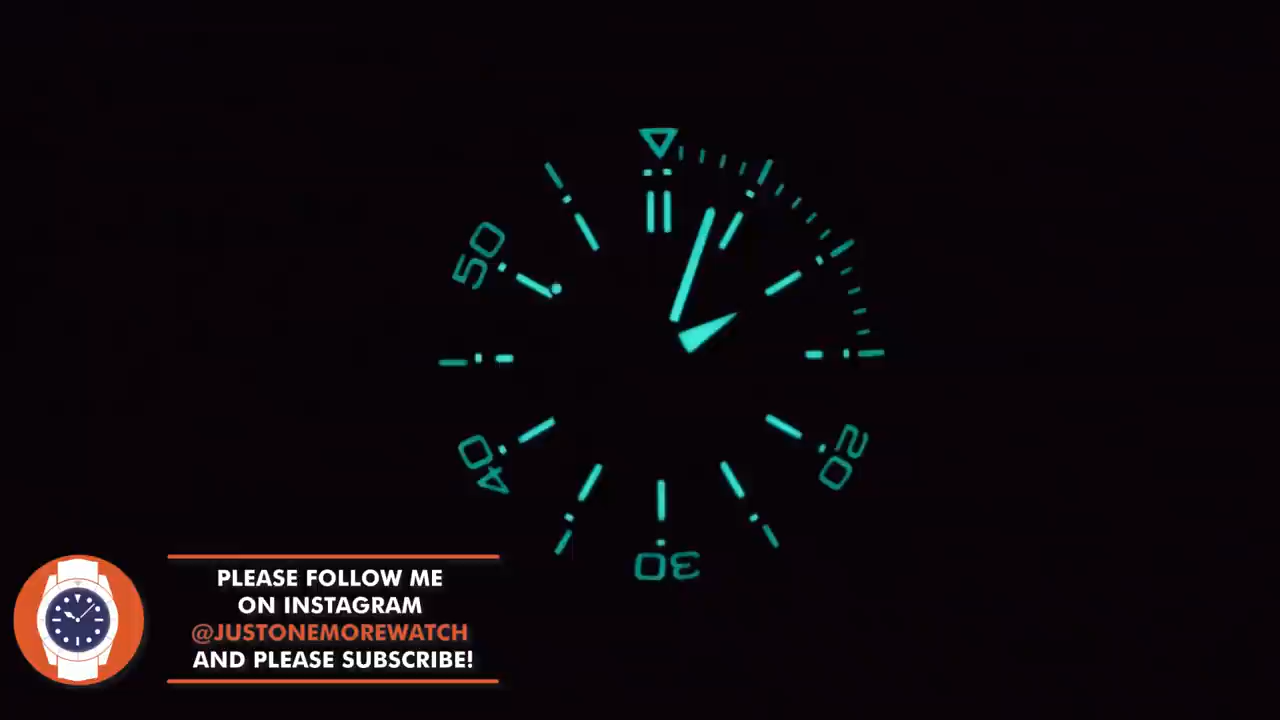 50
20
40
30
PLEASE FOLLOW ME
ON INSTAGRAM
@JUSTONEMOREWATCH
AND PLEASE SUBSCRIBE!